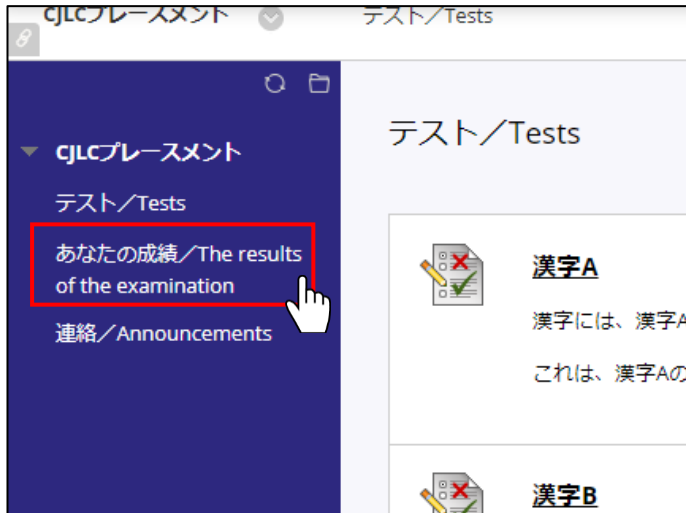 CJLCプレースメント
テスト／Tests
CJLCプレースメント
テスト／Tests
あなたの成績／The results
of the examination
連絡／Announcements
テスト／Tests
漢字A
漢字には、漢字A
これは、漢字Aの
漢字B